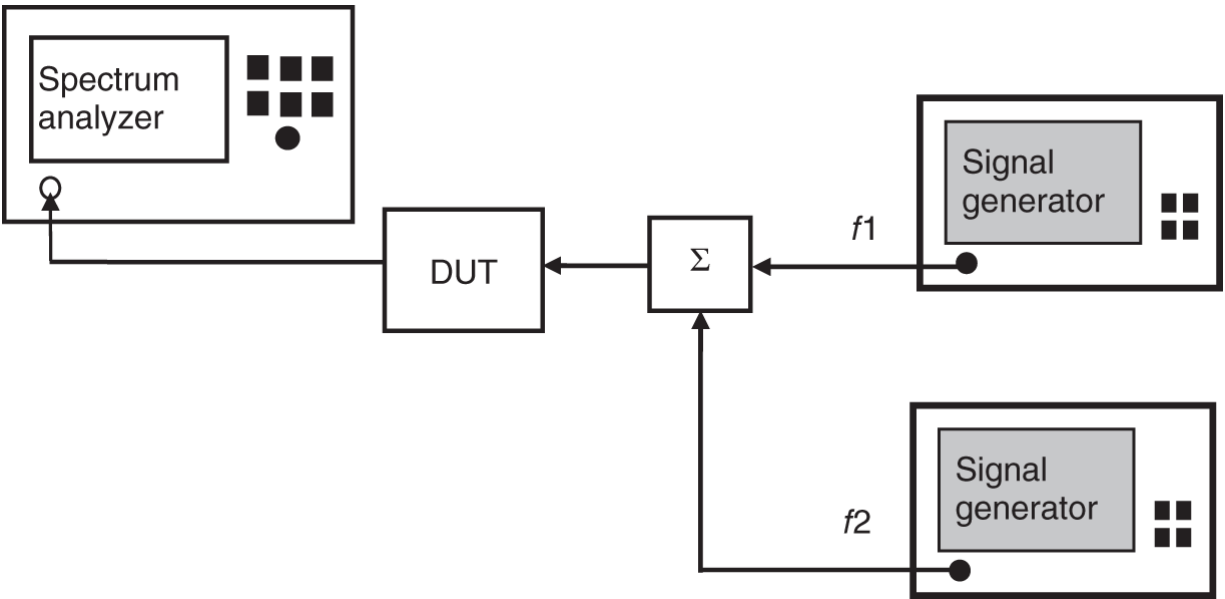 Spectrum
analyzer
Signal
generator
f1
DUT
Σ
Signal
generator
f2